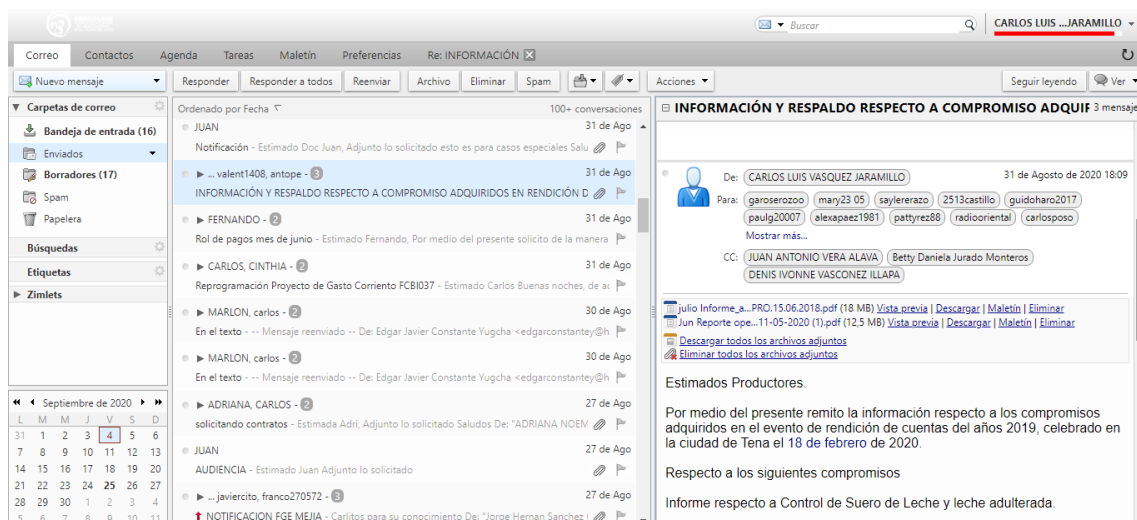 Buscar
CARLOS LUIS ...JARAMILLO
Correo Contactos Agenda Tareas Maletín Preferencias Re: INFORMACIÓN
Nuevo mensaje Responder Responder a todos Reenviar Archivo Eliminar Spam Acciones Seguir leyendo Ver
Carpetas de correo
Bandeja de entrada (16)
Enviados
Borradores (17)
Spam
Papelera
Búsquedas
Etiquetas
Zimlets
Septiembre de 2020
L M M J V S D
31 1 2 3 4 5 6
7 8 9 10 11 12 13
14 15 16 17 18 19 20
21 22 23 24 25 26 27
28 29 30 1 2 3 4
5 6 7 8 9 10 11
Ordenado por Fecha 100+ conversaciones
JUAN 31 de Ago
Notificación - Estimado Doc Juan, Adjunto lo solicitado esto es para casos especiales Salu
... valent1408, antope - 3 31 de Ago
INFORMACIÓN Y RESPALDO RESPECTO A COMPROMISO ADQUIRIDOS EN RENDICIÓN D
FERNANDO - 2 31 de Ago
Rol de pagos mes de junio - Estimado Fernando, Por medio del presente solicito de la manera
CARLOS, CINTHIA - 2 31 de Ago
Reprogramación Proyecto de Gasto Corriento FCBI037 - Estimado Carlos Buenas noches, de ac
MARLON, carlos - 2 30 de Ago
En el texto - -- Mensaje reenviado -- De: Edgar Javier Constante Yugcha <edgarconstantey@h
MARLON, carlos - 2 30 de Ago
En el texto - -- Mensaje reenviado -- De: Edgar Javier Constante Yugcha <edgarconstantey@h
ADRIANA, CARLOS - 2 27 de Ago
solicitando contratos - Estimada Adri, Adjunto lo solicitado Saludos De: "ADRIANA NOEM
JUAN 27 de Ago
AUDIENCIA - Estimado Juan Adjunto lo solicitado
... javiercito, franco270572 - 3 27 de Ago
NOTIFICACION FGE MEJIA - Carlitos para su conocimiento De: "Jorge Hernan Sanchez
INFORMACIÓN Y RESPALDO RESPECTO A COMPROMISO ADQUIF 3 mensaje
De: CARLOS LUIS VASQUEZ JARAMILLO 31 de Agosto de 2020 18:09
Para: garoserozoo mary23 05 saylererazo 2513castillo guidoharo2017
paulg20007 alexapaez1981 pattyrez88 radiooriental carlosposo
Mostrar más...
CC: JUAN ANTONIO VERA ALAVA Betty Daniela Jurado Monteros
DENIS IVONNE VASCONEZ ILLAPA
julio Informe_a...PRO.15.06.2018.pdf (18 MB) Vista previa | Descargar | Maletín | Eliminar
Jun Reporte ope...11-05-2020 (1).pdf (12,5 MB) Vista previa | Descargar | Maletín | Eliminar
Descargar todos los archivos adjuntos
Eliminar todos los archivos adjuntos
Estimados Productores.
Por medio del presente remito la información respecto a los compromisos
adquiridos en el evento de rendición de cuentas del años 2019, celebrado en
la ciudad de Tena el 18 de febrero de 2020.
Respecto a los siguientes compromisos
Informe respecto a Control de Suero de Leche y leche adulterada.